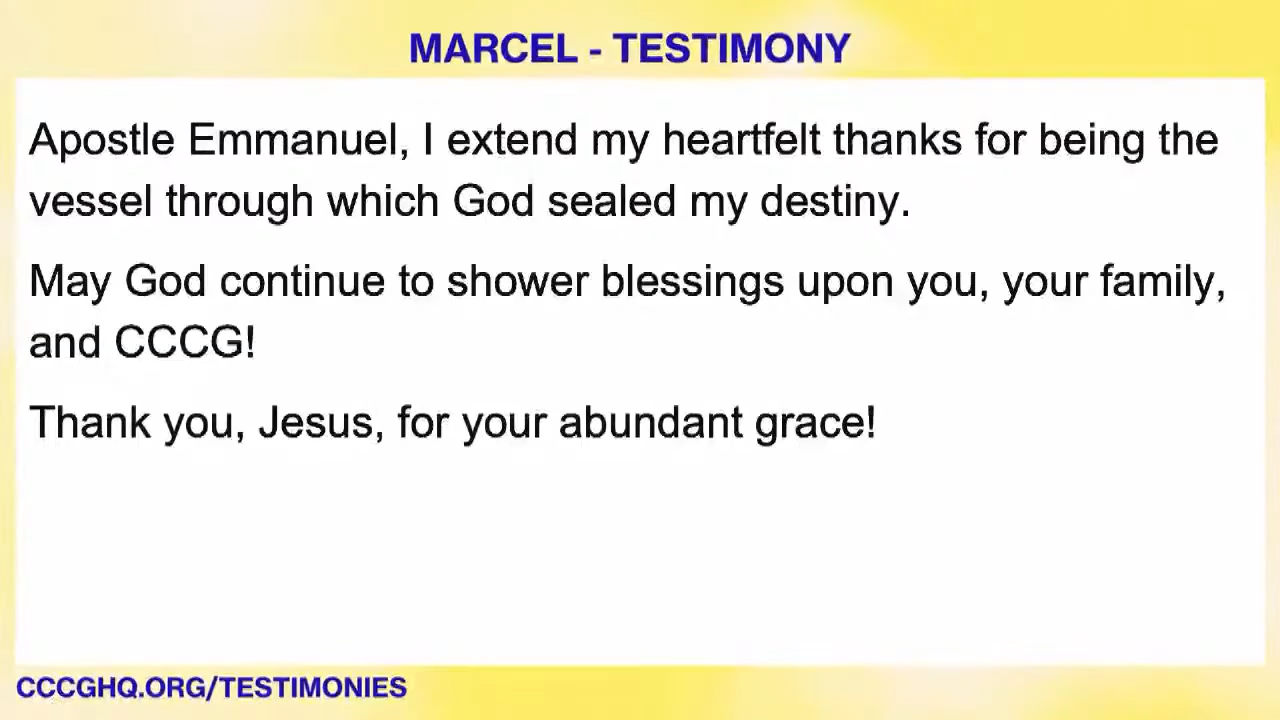 MARCEL - TESTIMONY
Apostle Emmanuel, I extend my heartfelt thanks for being the
vessel through which God sealed my destiny.
May God continue to shower blessings upon you, your family,
and CCCG!
Thank you, Jesus, for your abundant grace!
CCCGHQ.ORG/TESTIMONIES